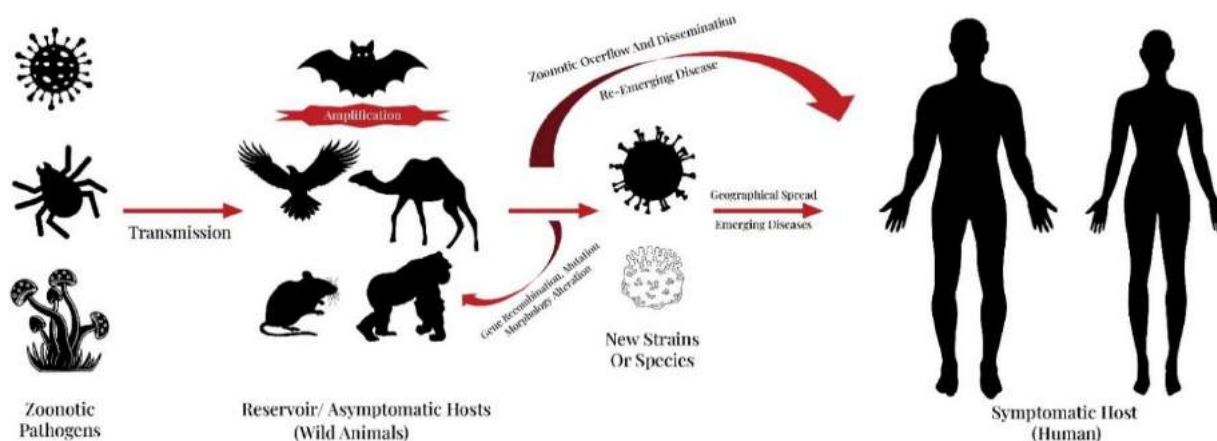 Zoonotic Overflow And Dissemination
Re-Emerging Disease
Amplification
Transmission
Geographical Spread
Emerging Diseases
Gene Recombination, Mutation
Morphology Alteration
New Strains
Or Species
Zoonotic
Pathogens
Reservoir/ Asymptomatic Hosts
(Wild Animals)
Symptomatic Host
(Human)